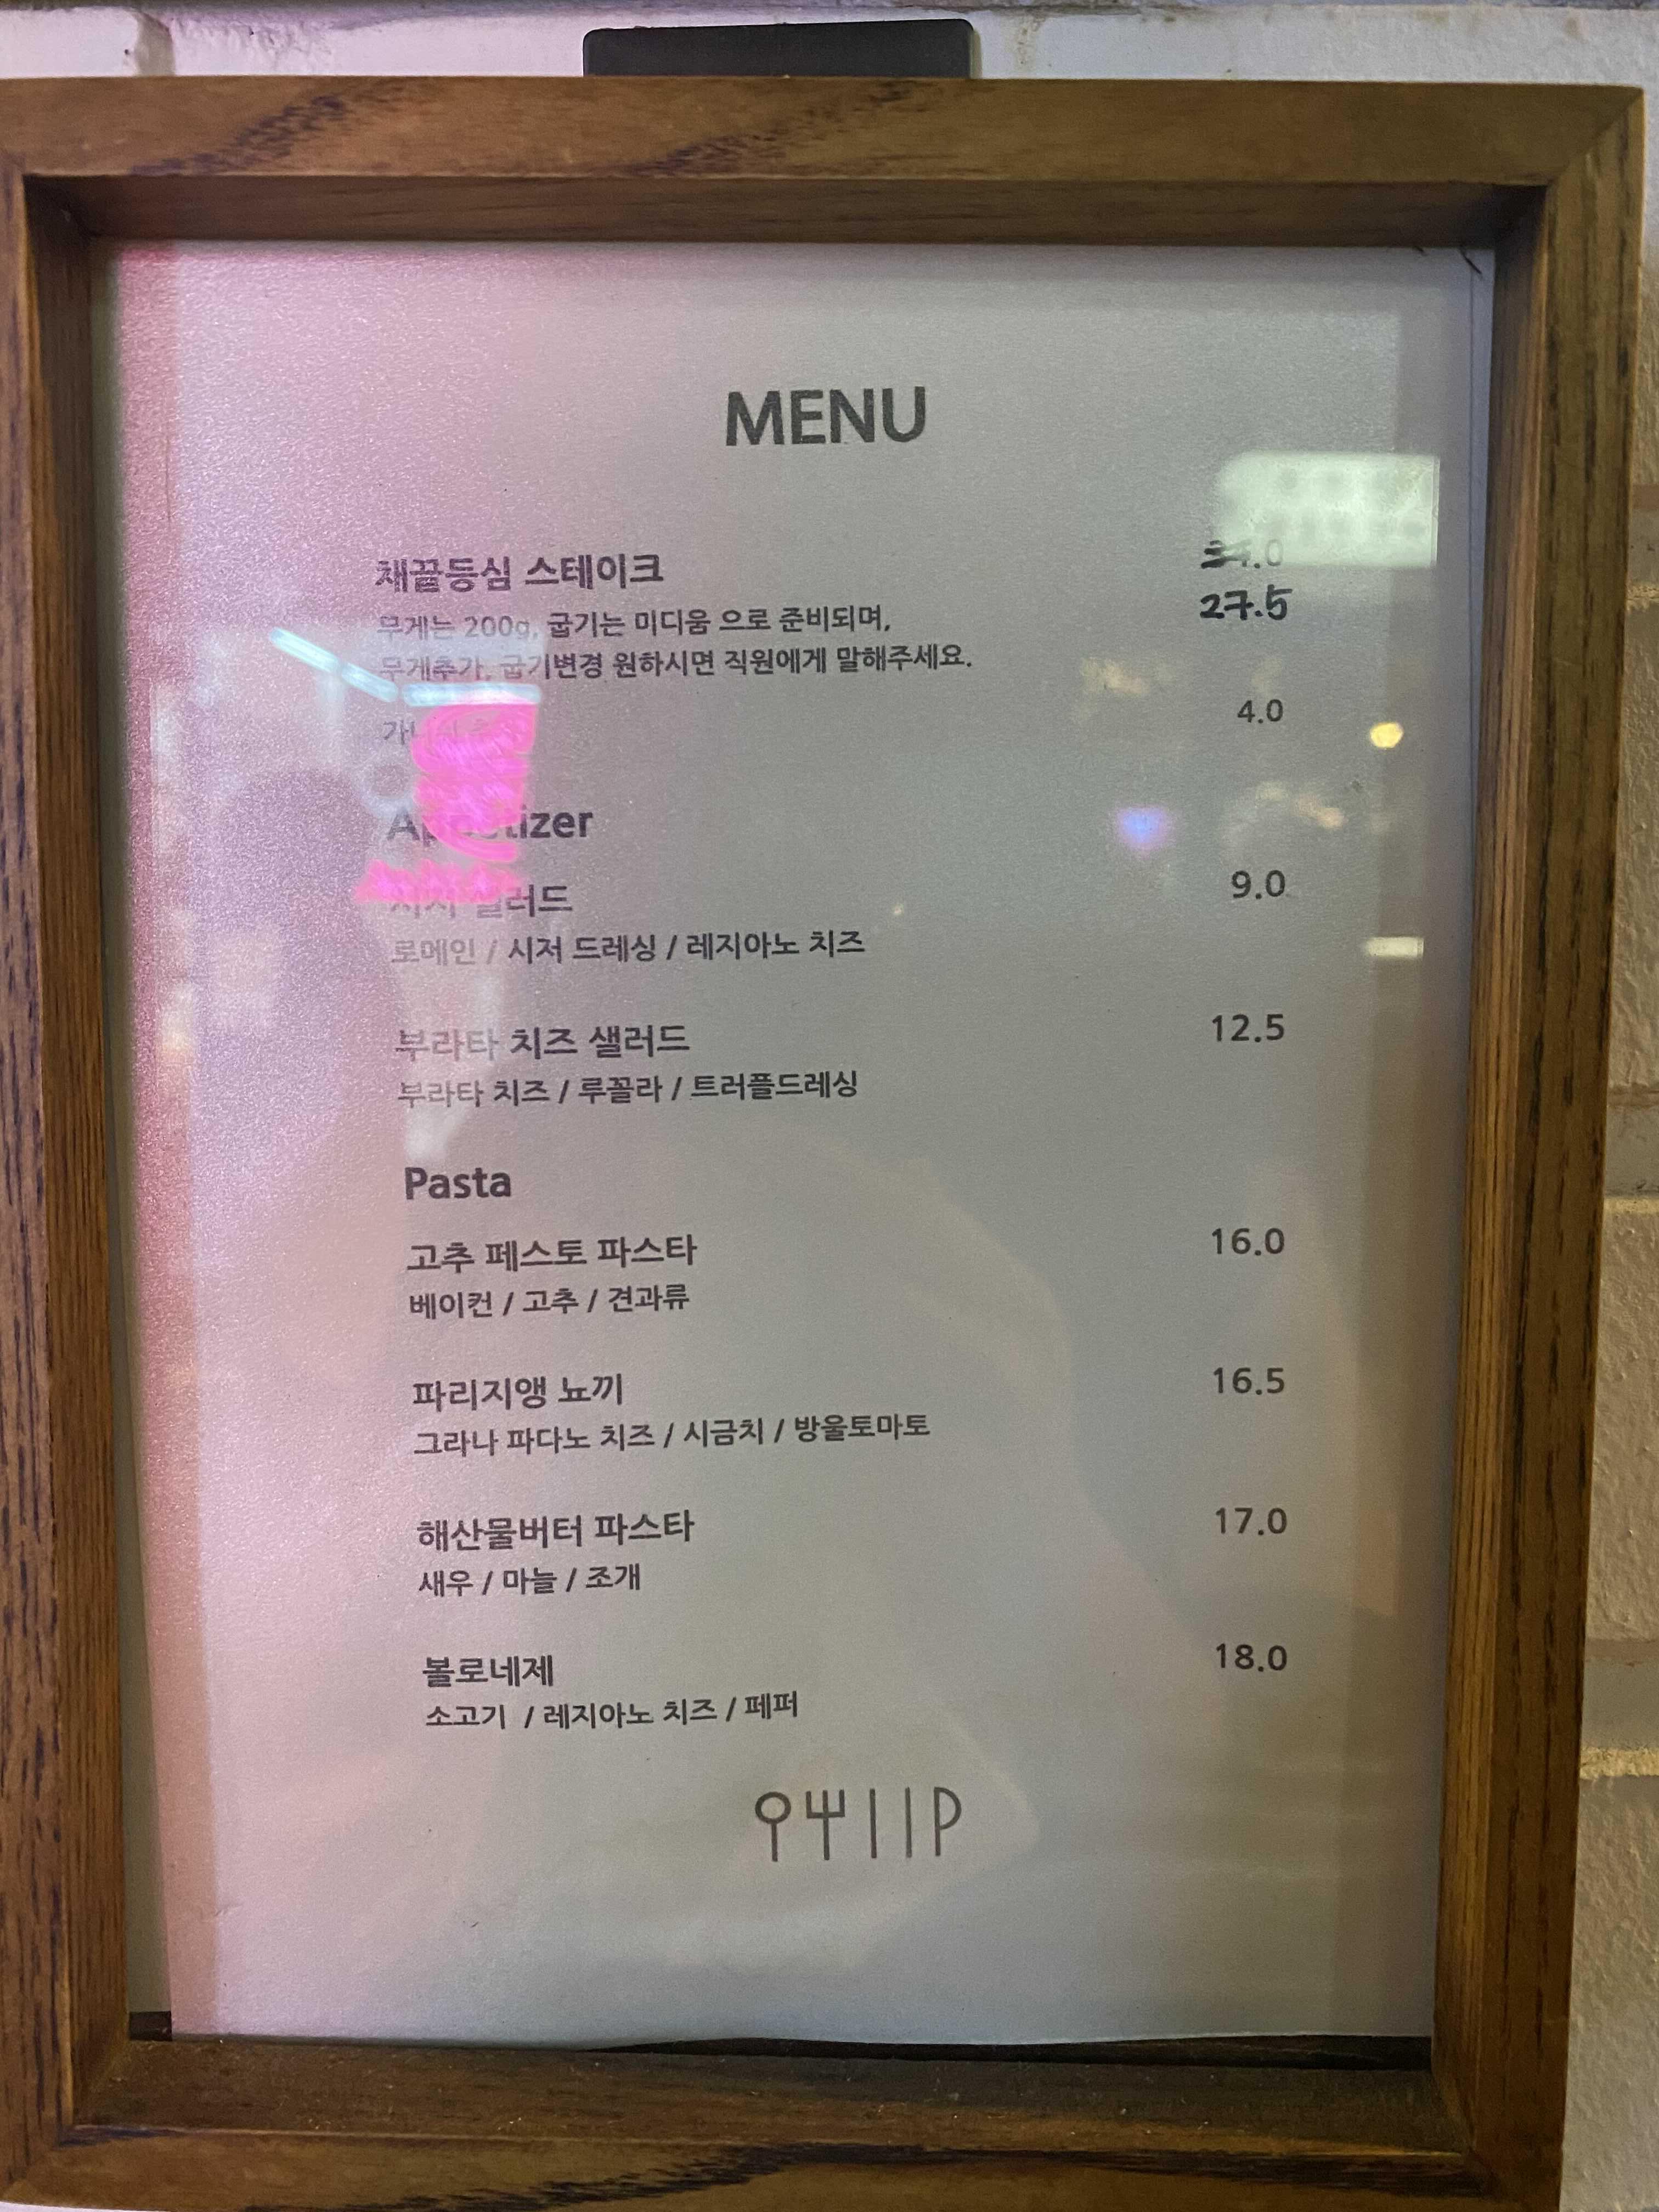 MENU
채끝등심 스테이크
27.5
무게는 200g, 굽기는 미디움 으로 준비되며,
무게추가, 굽기변경 원하시면 직원에게 말해주세요.
4.0
Appetizer
샐러드 9.0
로메인 / 시저 드레싱 / 레지아노 치즈
부라타 치즈 샐러드 12.5
부라타 치즈 / 루꼴라 / 트러플드레싱
Pasta
고추 페스토 파스타 16.0
베이컨 / 고추 / 견과류
파리지앵 뇨끼 16.5
그라나 파다노 치즈 / 시금치 / 방울토마토
해산물버터 파스타 17.0
새우 / 마늘 / 조개
볼로네제 18.0
소고기 / 레지아노 치즈 / 페퍼